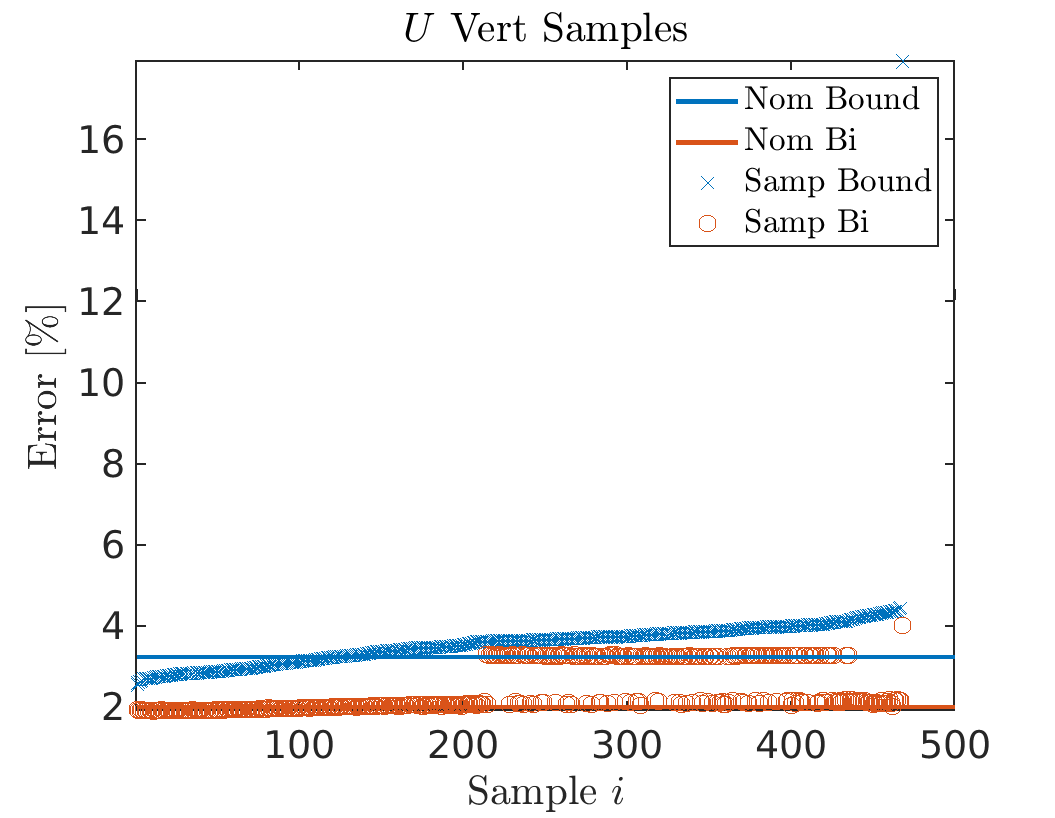 U Vert Samples
Nom Bound
Nom Bi
Samp Bound
Samp Bi
16
14
12
10
8
6
4
2
Error [%]
100 200 300 400 500
Sample i